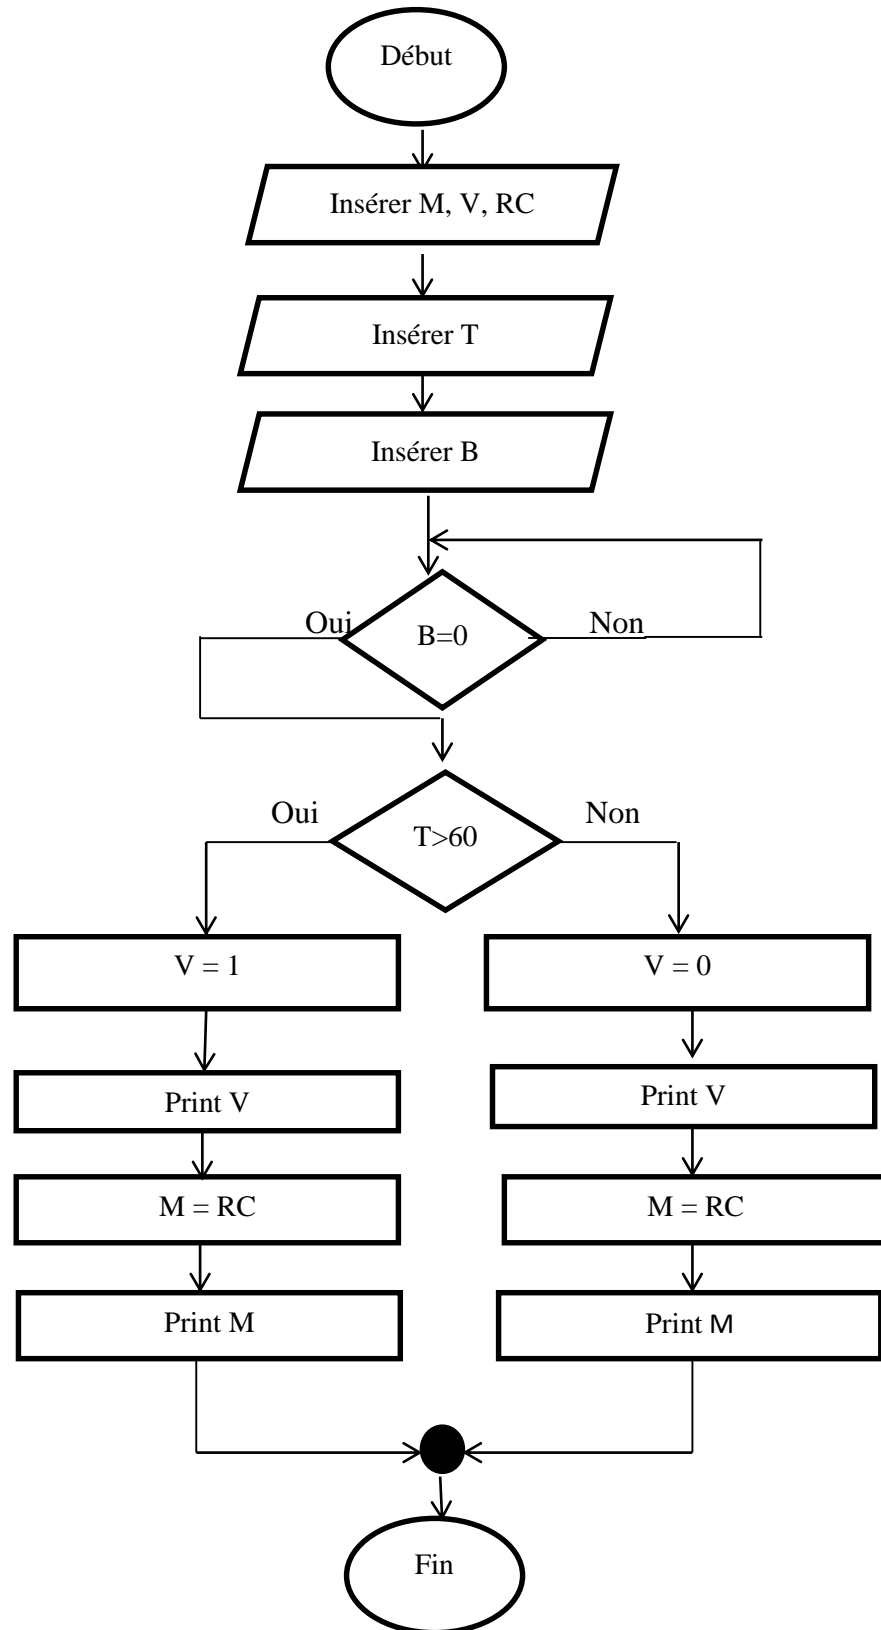 Début
Insérer M, V, RC
Insérer T
Insérer B
Oui
B=0
Non
Oui
T>60
Non
V = 1
V = 0
Print V
Print V
M = RC
M = RC
Print M
Print M
Fin